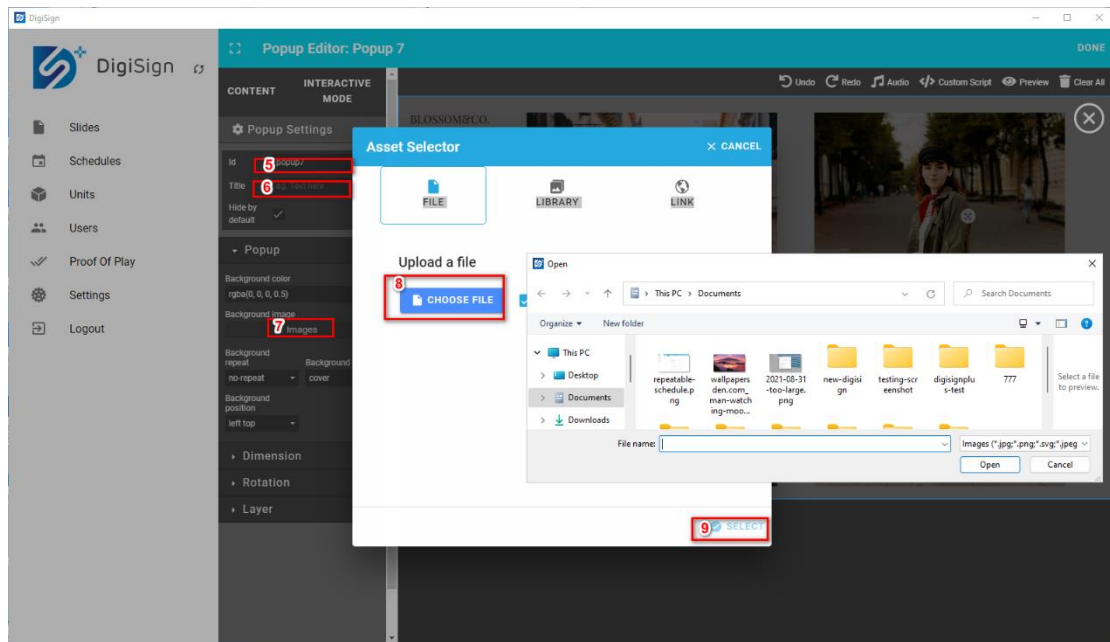 DigiSign
DigiSign
Slides
Schedules
Units
Users
Proof Of Play
Settings
Logout
Popup Editor: Popup 7
DONE
CONTENT
INTERACTIVE
MODE
Undo
Redo
Audio
Custom Script
Preview
Clear All
Popup Settings
Id
5
popup7
Title
6
Text here
Hide by
default
Popup
Background color
rgba(0, 0, 0, 0.5)
Background image
7
Images
Background
repeat
Background
no-repeat
cover
Background
position
left top
Dimension
Rotation
Layer
BLOSSOM&CO.
Asset Selector
CANCEL
FILE
LIBRARY
LINK
Upload a file
8
CHOOSE FILE
9
SELECT
Open
This PC > Documents
Search Documents
Organize
New folder
This PC
Desktop
Documents
Downloads
repeatable-
schedule.p
ng
wallpapers
den.com_
man-watch
ing-moo...
2021-08-31
-too-large.
png
new-digisi
gn
testing-scr
eenshot
digisignplu
s-test
777
Select a file
to preview.
File name:
Images (*.jpg;*.png;*.svg;*.jpeg
Open
Cancel